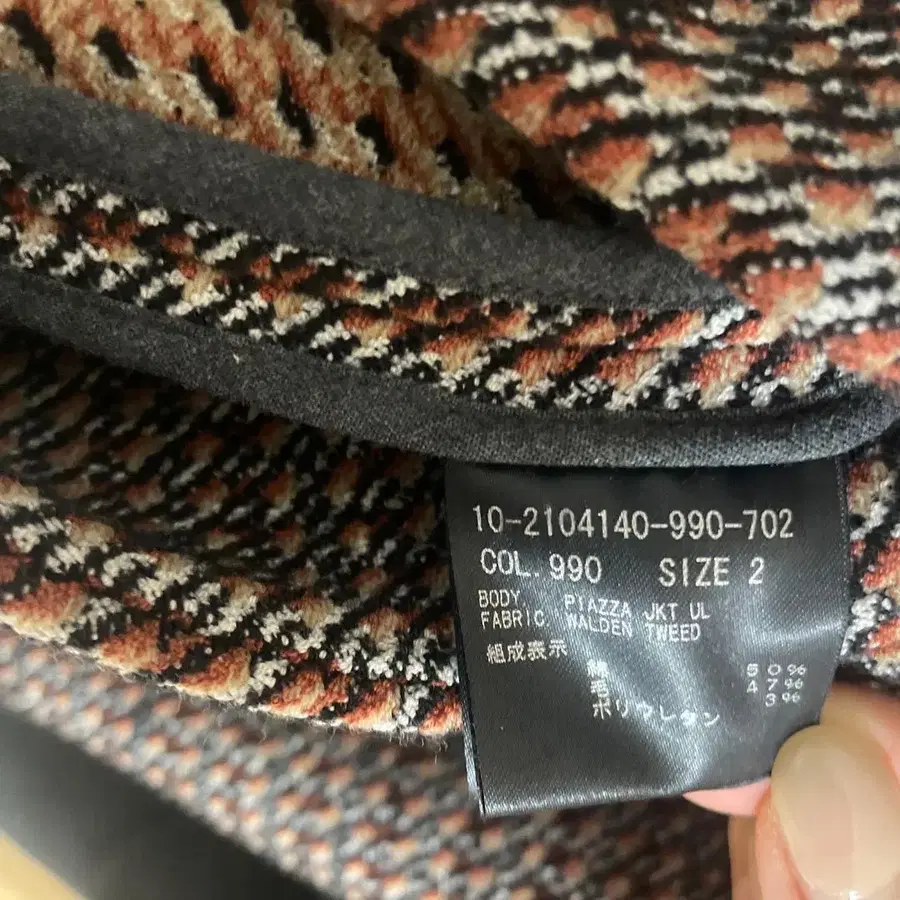 10-2104140-990-702
COL. 990 SIZE 2
BODY. PIAZZA JKT UL
FABRIC. WALDEN TWEED
組成表示
綿 50%
毛 47%
ポリウレタン 3%